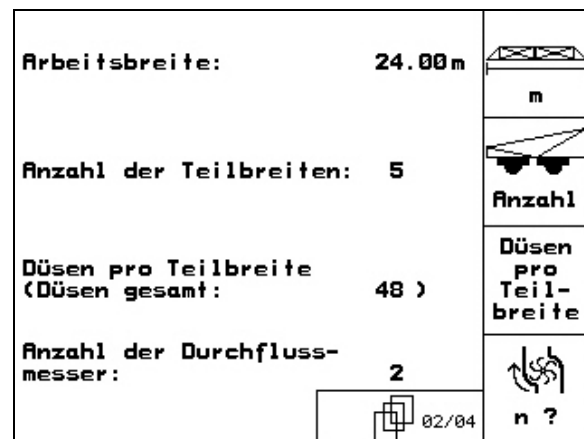 Arbeitsbreite: 24.00m
m
Anzahl der Teilbreiten: 5
Anzahl
Düsen pro Teilbreite
(Düsen gesamt: 48 )
Düsen
pro
Teil-
breite
Anzahl der Durchfluss-
messer: 2
02/04
n ?